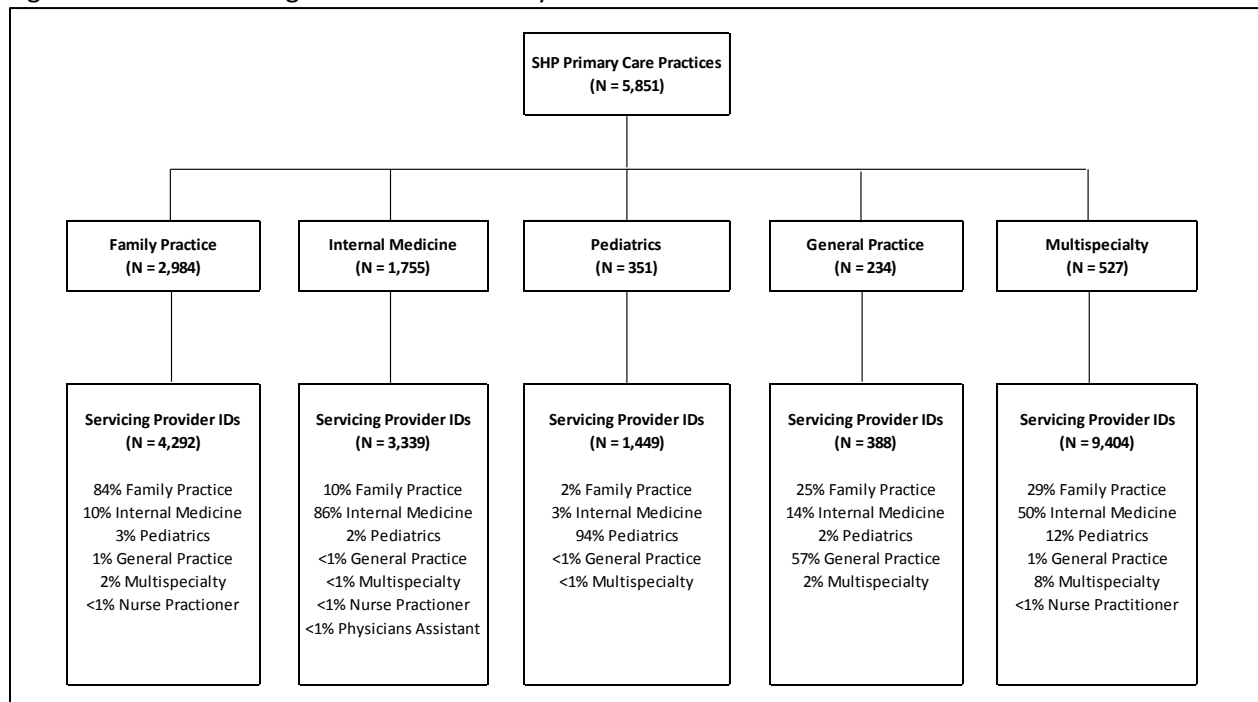 SHP Primary Care Practices
(N = 5,851)
Family Practice
(N = 2,984)
Internal Medicine
(N = 1,755)
Pediatrics
(N = 351)
General Practice
(N = 234)
Multispecialty
(N = 527)
Servicing Provider IDs
(N = 4,292)
84% Family Practice
10% Internal Medicine
3% Pediatrics
1% General Practice
2% Multispecialty
<1% Nurse Practioner
Servicing Provider IDs
(N = 3,339)
10% Family Practice
86% Internal Medicine
2% Pediatrics
<1% General Practice
<1% Multispecialty
<1% Nurse Practioner
<1% Physicians Assistant
Servicing Provider IDs
(N = 1,449)
2% Family Practice
3% Internal Medicine
94% Pediatrics
<1% General Practice
<1% Multispecialty
Servicing Provider IDs
(N = 388)
25% Family Practice
14% Internal Medicine
2% Pediatrics
57% General Practice
2% Multispecialty
Servicing Provider IDs
(N = 9,404)
29% Family Practice
50% Internal Medicine
12% Pediatrics
1% General Practice
8% Multispecialty
<1% Nurse Practitioner